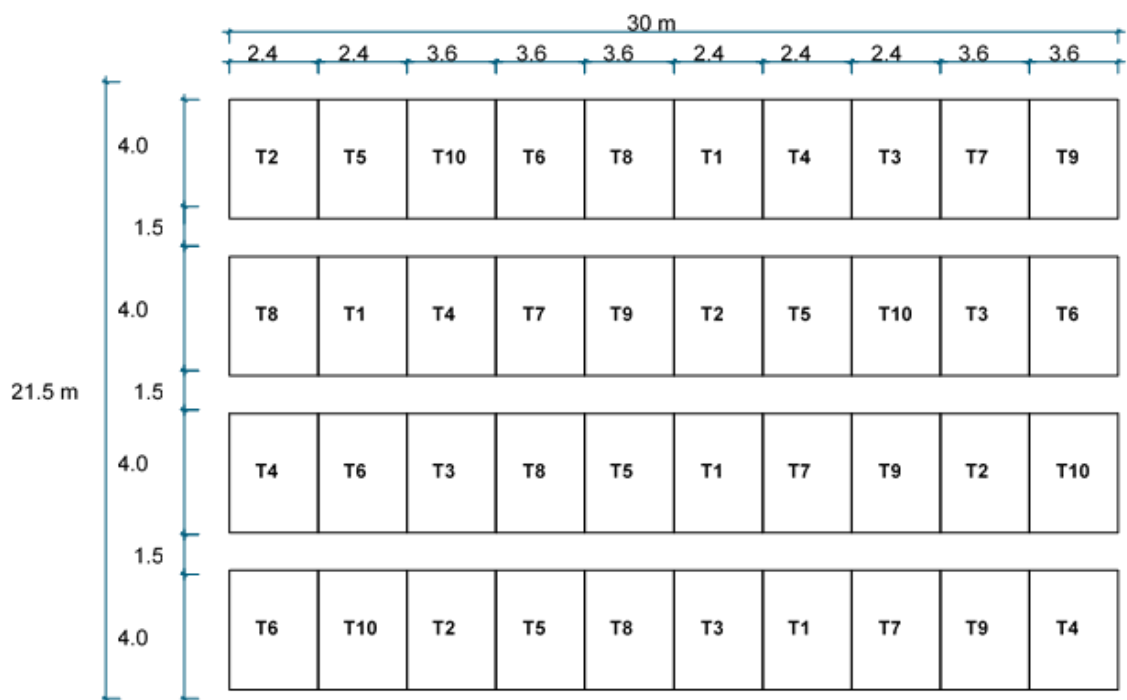 30 m
2.4 2.4 3.6 3.6 3.6 2.4 2.4 2.4 3.6 3.6
4.0 T2 T5 T10 T6 T8 T1 T4 T3 T7 T9
1.5
4.0 T8 T1 T4 T7 T9 T2 T5 T10 T3 T6
21.5 m 1.5
4.0 T4 T6 T3 T8 T5 T1 T7 T9 T2 T10
1.5
4.0 T6 T10 T2 T5 T8 T3 T1 T7 T9 T4